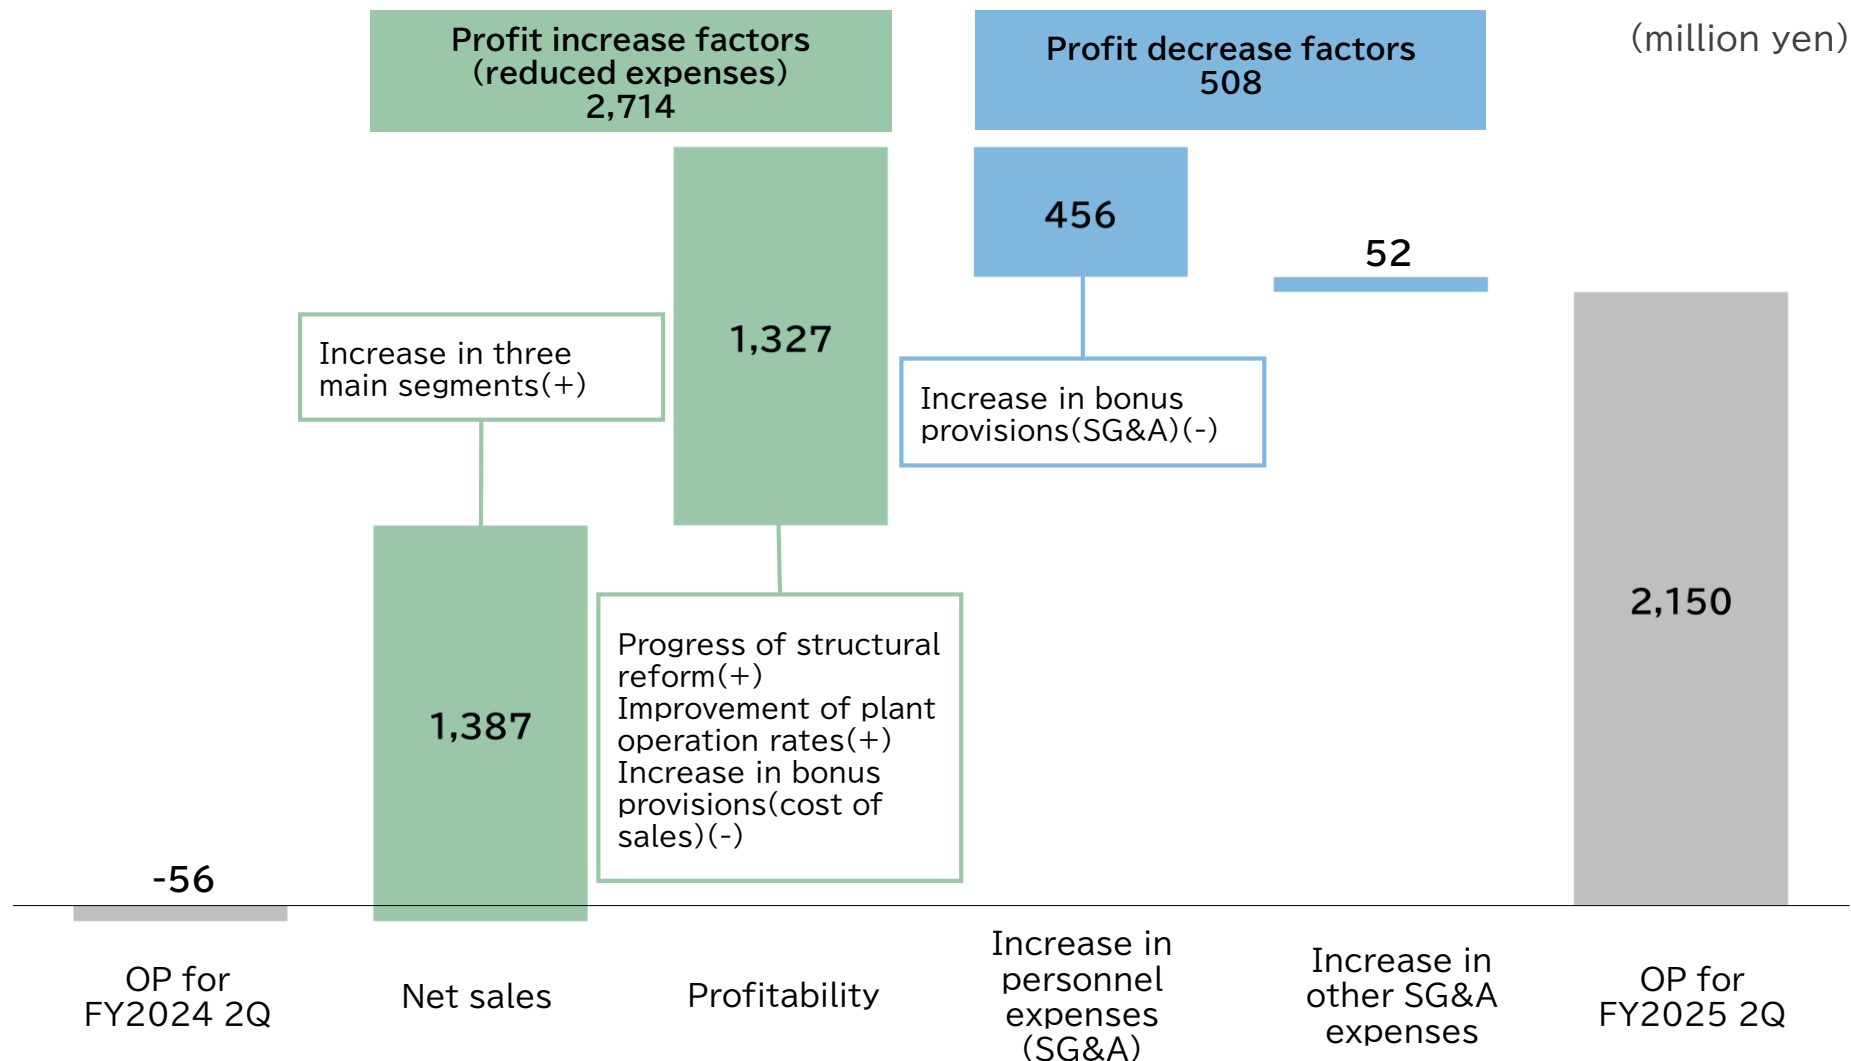 Profit increase factors
(reduced expenses)
2,714
Profit decrease factors
508
(million yen)
456
52
1,327
Increase in three
main segments(+)
Increase in bonus
provisions(SG&A)(-)
2,150
Progress of structural
reform(+)
Improvement of plant
operation rates(+)
Increase in bonus
provisions(cost of
sales)(-)
1,387
-56
OP for
FY2024 2Q
Net sales
Profitability
Increase in
personnel
expenses
(SG&A)
Increase in
other SG&A
expenses
OP for
FY2025 2Q